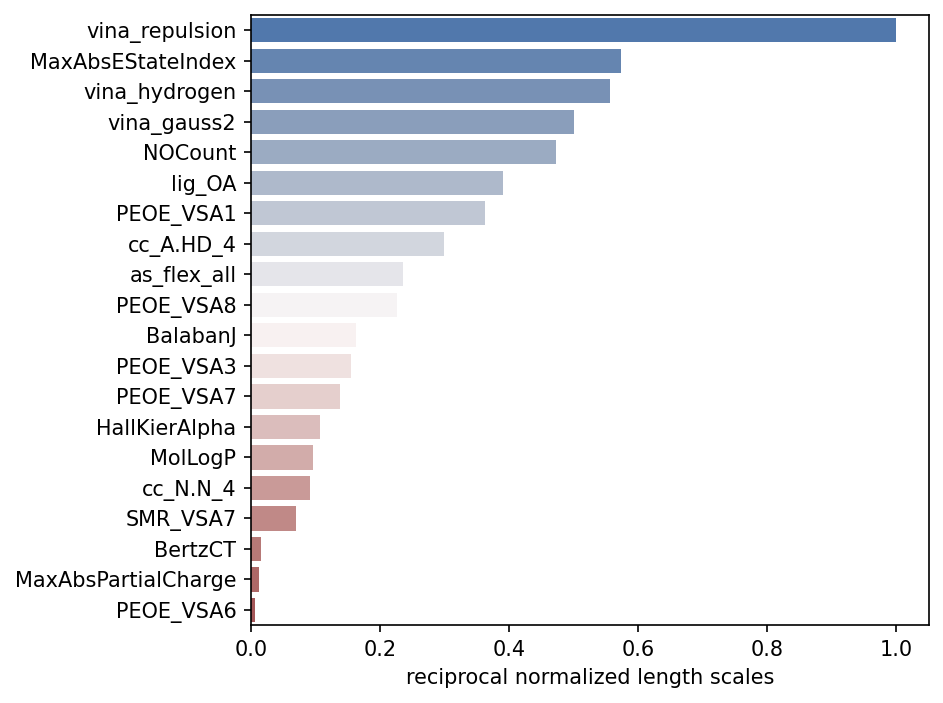 vina_repulsion
MaxAbsEStateIndex
vina_hydrogen
vina_gauss2
NOCount
lig_OA
PEOE_VSA1
cc_A.HD_4
as_flex_all
PEOE_VSA8
BalabanJ
PEOE_VSA3
PEOE_VSA7
HallKierAlpha
MolLogP
cc_N.N_4
SMR_VSA7
BertzCT
MaxAbsPartialCharge
PEOE_VSA6
0.0 0.2 0.4 0.6 0.8 1.0
reciprocal normalized length scales